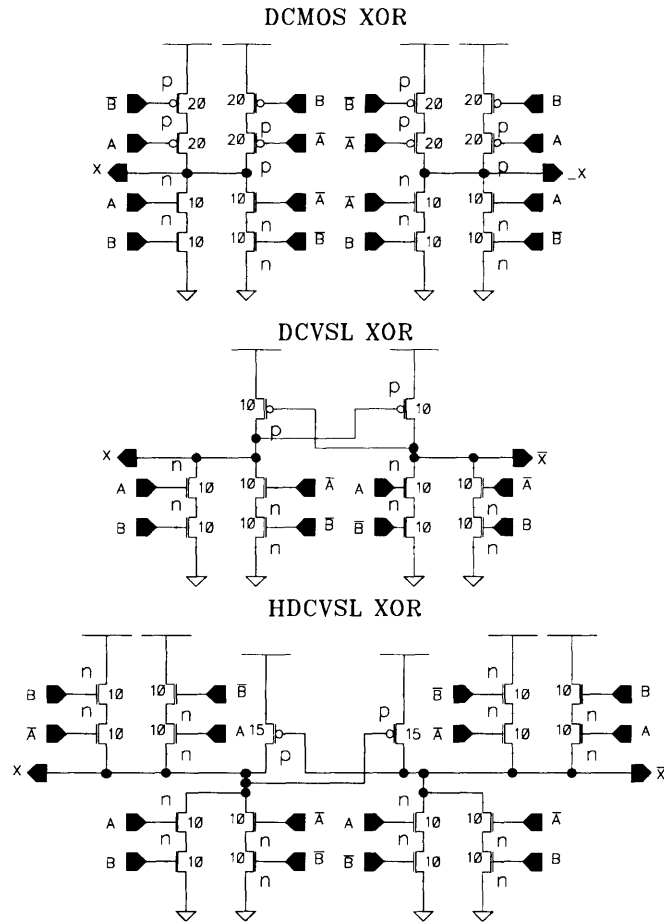 DCMOS XOR
p p
B̅ 20 20 B B̅ 20 20 B
p p p p
A 20 20 A̅ A̅ 20 20 A
X p p _X
n n n n
A 10 10 A̅ A̅ 10 10 A
n n n n
B 10 10 B̅ B 10 10 B̅
n n
DCVSL XOR
p
10 10
p
X X̅
n n n
A 10 10 A̅ A 10 10 A̅
n n n n
B 10 10 B̅ B̅ 10 10 B
n n n
HDCVSL XOR
n n n n
B 10 10 B̅ p B̅ 10 10 B
n n n n
A̅ 10 10 A 15 15 A̅ 10 10 A
n n p n n
X X̅
n n n
A 10 10 A̅ A 10 10 A̅
n n n n
B 10 10 B̅ B̅ 10 10 B
n n